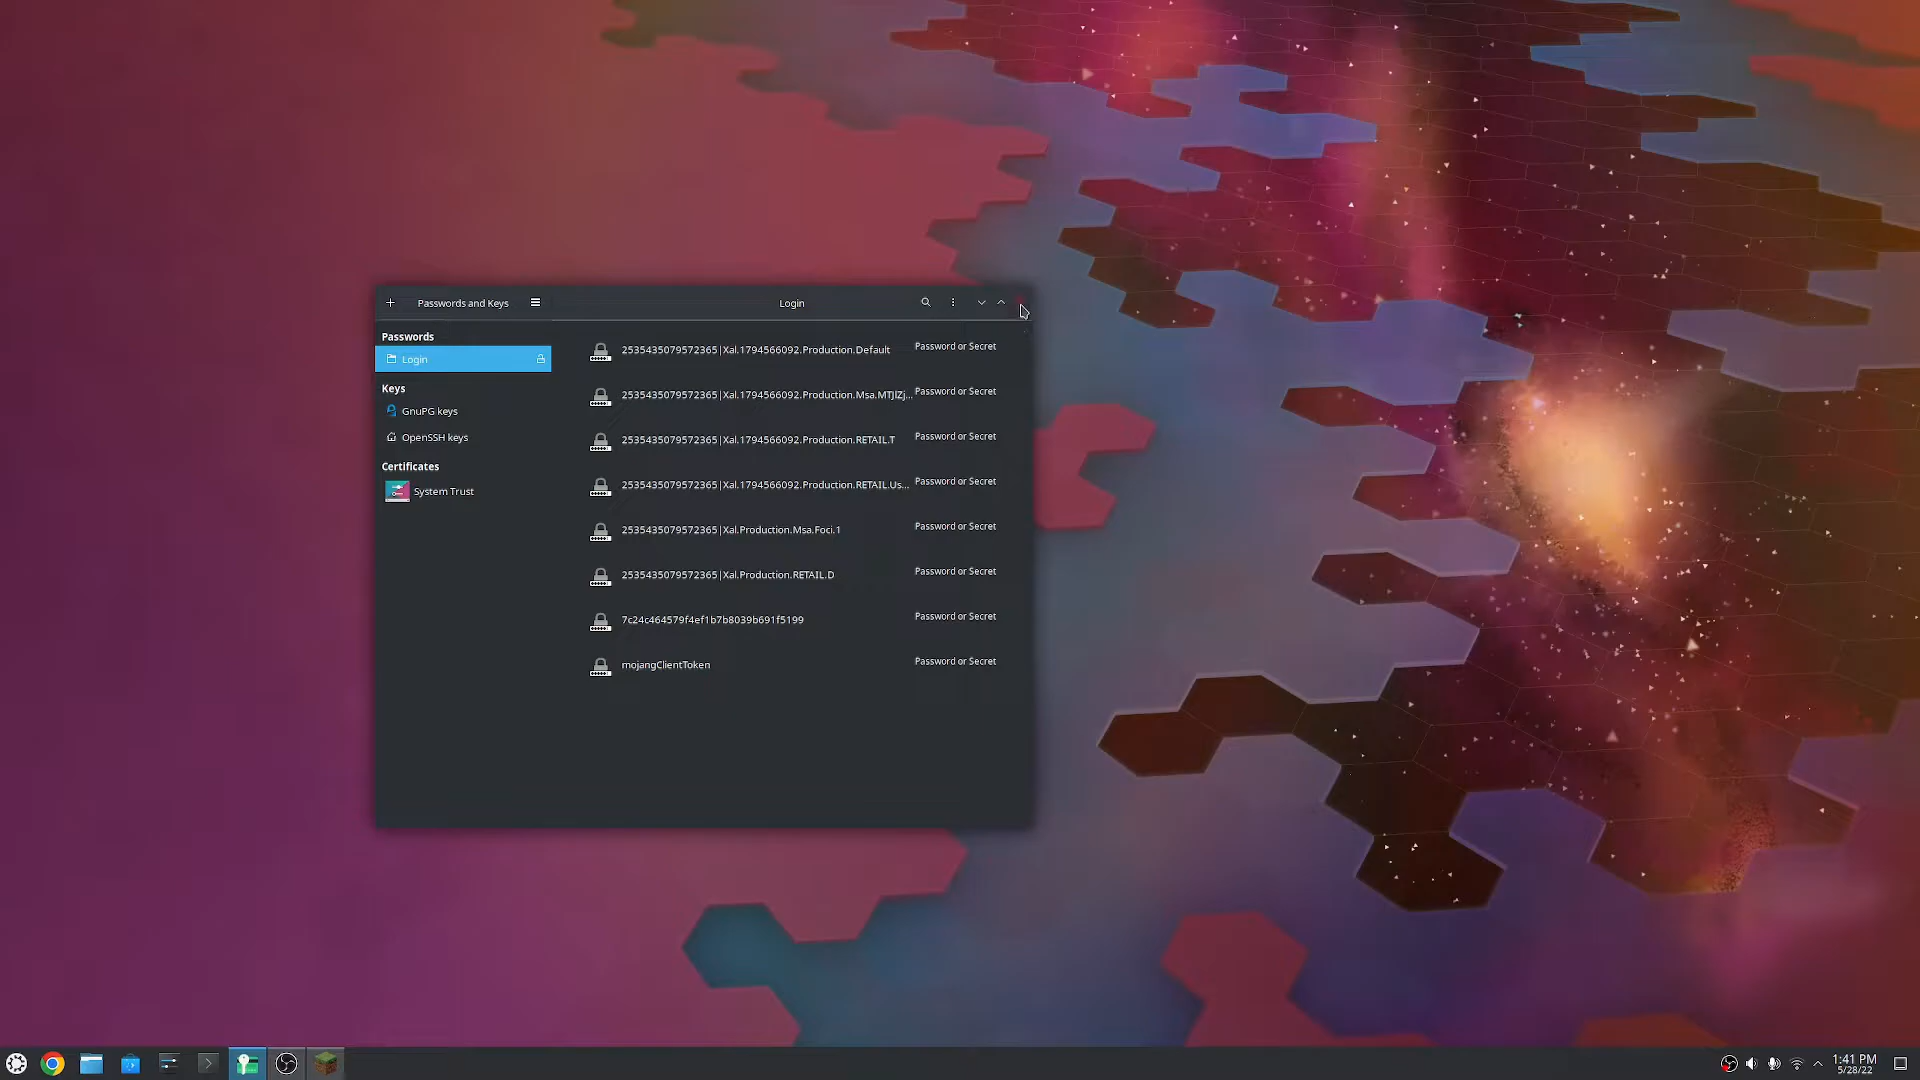 Passwords and Keys
Login
Passwords
Login
Keys
GnuPG keys
OpenSSH keys
Certificates
System Trust
2535435079572365|Xal.1794566092.Production.Default Password or Secret
2535435079572365|Xal.1794566092.Production.Msa.MTJlZj... Password or Secret
2535435079572365|Xal.1794566092.Production.RETAIL.T Password or Secret
2535435079572365|Xal.1794566092.Production.RETAIL.Us... Password or Secret
2535435079572365|Xal.Production.Msa.Foci.1 Password or Secret
2535435079572365|Xal.Production.RETAIL.D Password or Secret
7c24c464579f4ef1b7b8039b691f5199 Password or Secret
mojangClientToken Password or Secret
1:41 PM
5/28/22